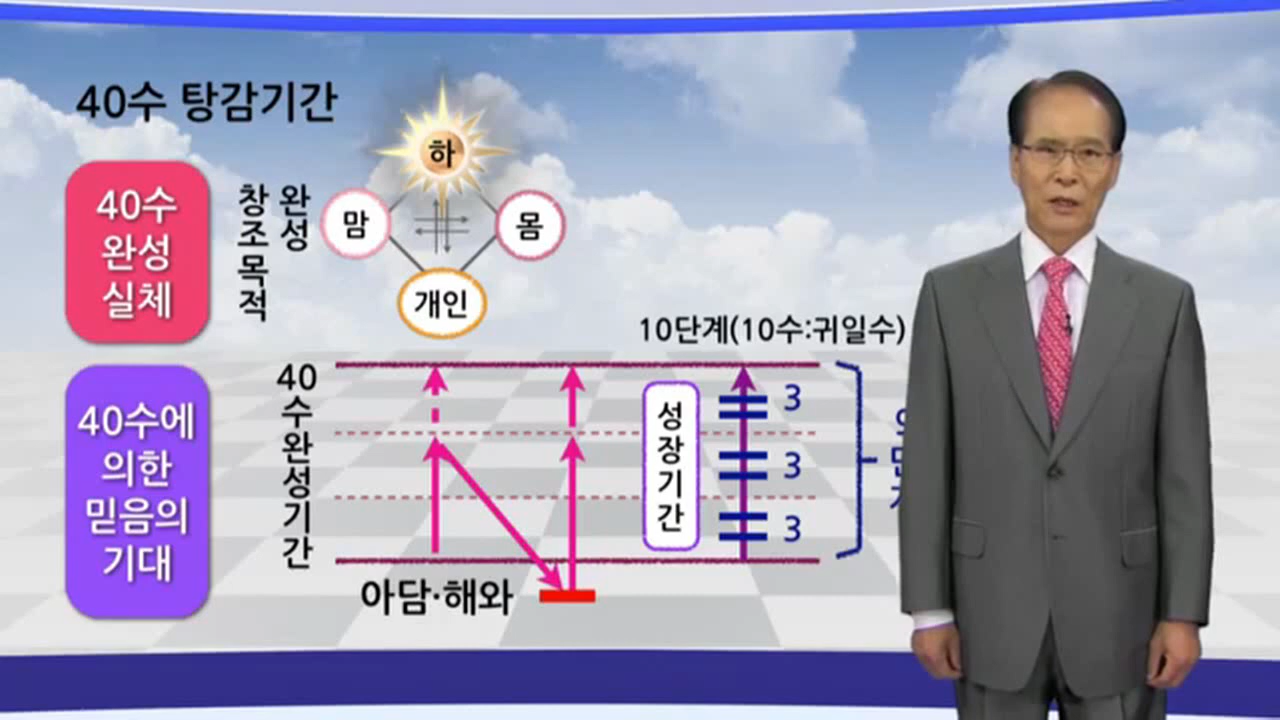 40수 탕감기간
40수
완성
실체
창조목적
완성
하
맘
몸
개인
10단계(10수:귀일수)
40수에
의한
믿음의
기대
40수완성기간
성장기간
3
3
3
아담·해와